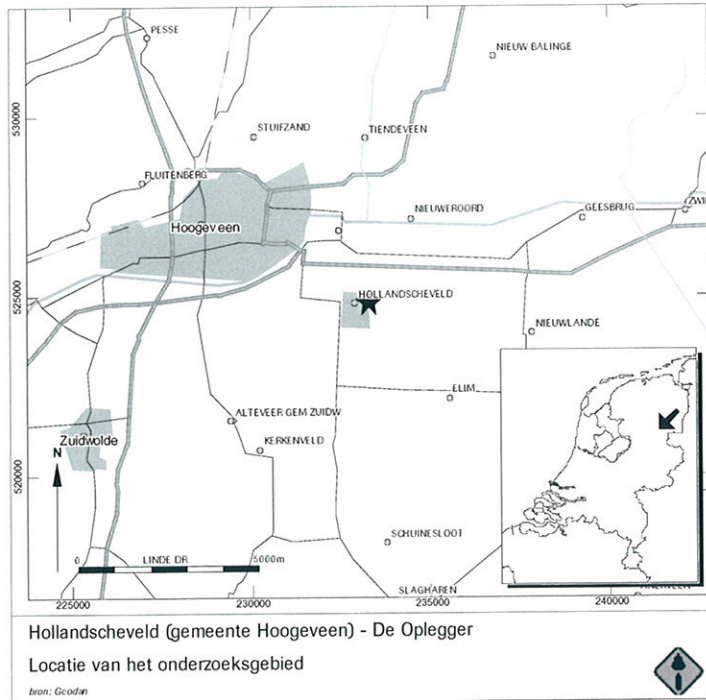 PESSE
NIEUW BALINGE
530000
STUIFZAND
TIENDEVEEN
FLUITENBERG
Hoogeveen
NIEUWEROORD
GEESBRUG
525000
HOLLANDSCHEVELD
NIEUWLANDE
ELIM
ALTEVEER GEM ZUIDW
Zuidwolde
KERKENVELD
N
520000
SCHUINESLOOT
0 LINDE DR 5000m
SLAGHAREN
225000 230000 235000 240000
Hollandscheveld (gemeente Hoogeveen) - De Oplegger
Locatie van het onderzoeksgebied
bron: Geodan